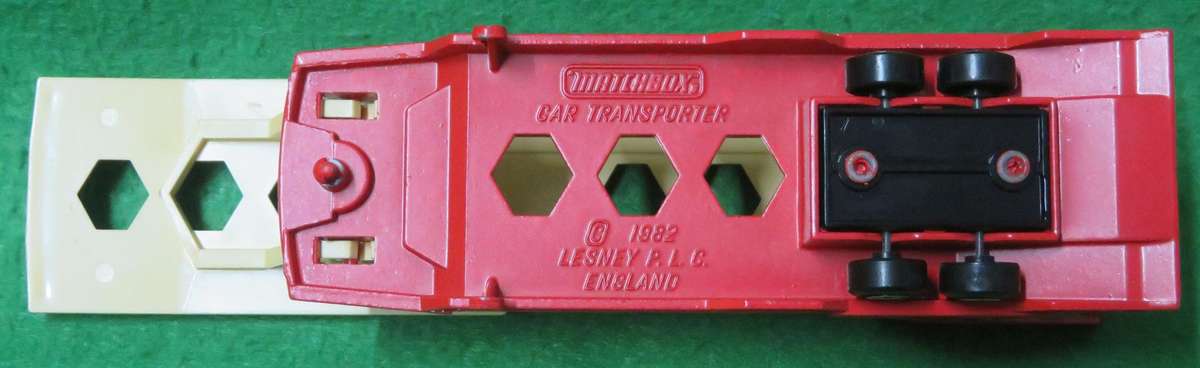 MATCHBOX
CAR TRANSPORTER
© 1982
LESNEY P.L.C.
ENGLAND